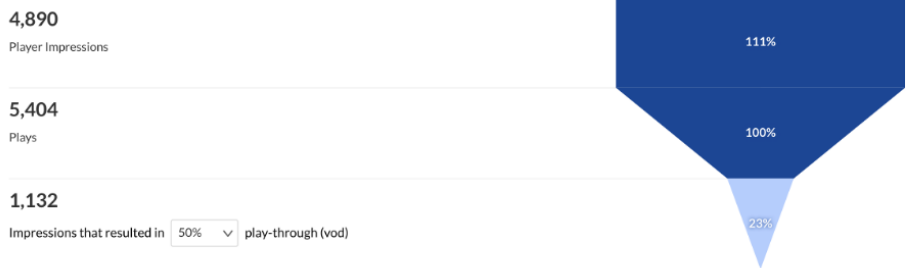 4,890
Player Impressions
111%
5,404
Plays
100%
1,132
Impressions that resulted in 50% play-through (vod)
23%